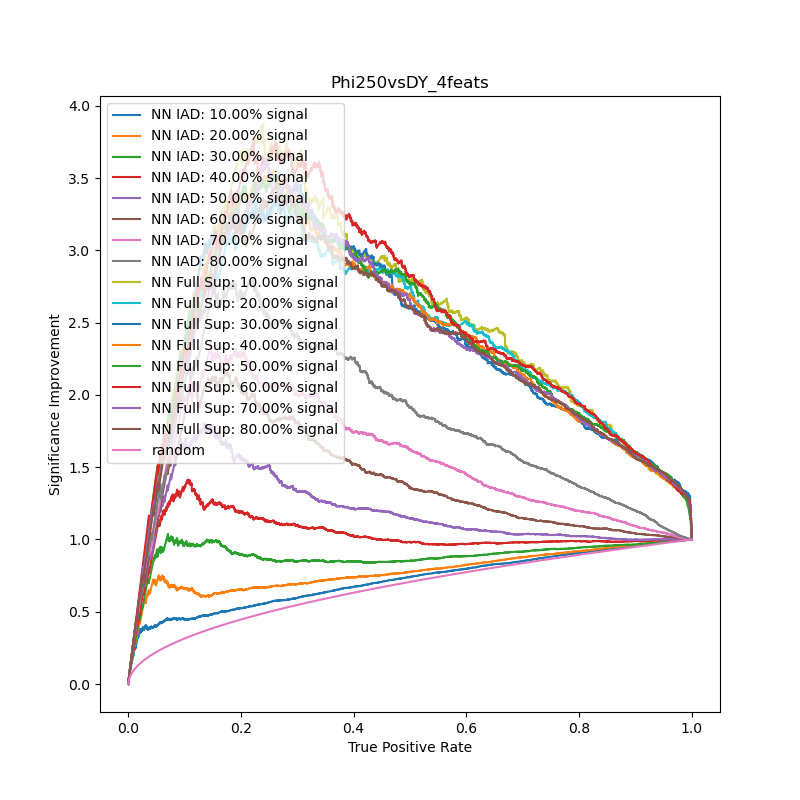 Phi250vsDY_4feats
4.0
3.5
3.0
2.5
2.0
1.5
1.0
0.5
0.0
Significance Improvement
NN IAD: 10.00% signal
NN IAD: 20.00% signal
NN IAD: 30.00% signal
NN IAD: 40.00% signal
NN IAD: 50.00% signal
NN IAD: 60.00% signal
NN IAD: 70.00% signal
NN IAD: 80.00% signal
NN Full Sup: 10.00% signal
NN Full Sup: 20.00% signal
NN Full Sup: 30.00% signal
NN Full Sup: 40.00% signal
NN Full Sup: 50.00% signal
NN Full Sup: 60.00% signal
NN Full Sup: 70.00% signal
NN Full Sup: 80.00% signal
random
0.0 0.2 0.4 0.6 0.8 1.0
True Positive Rate